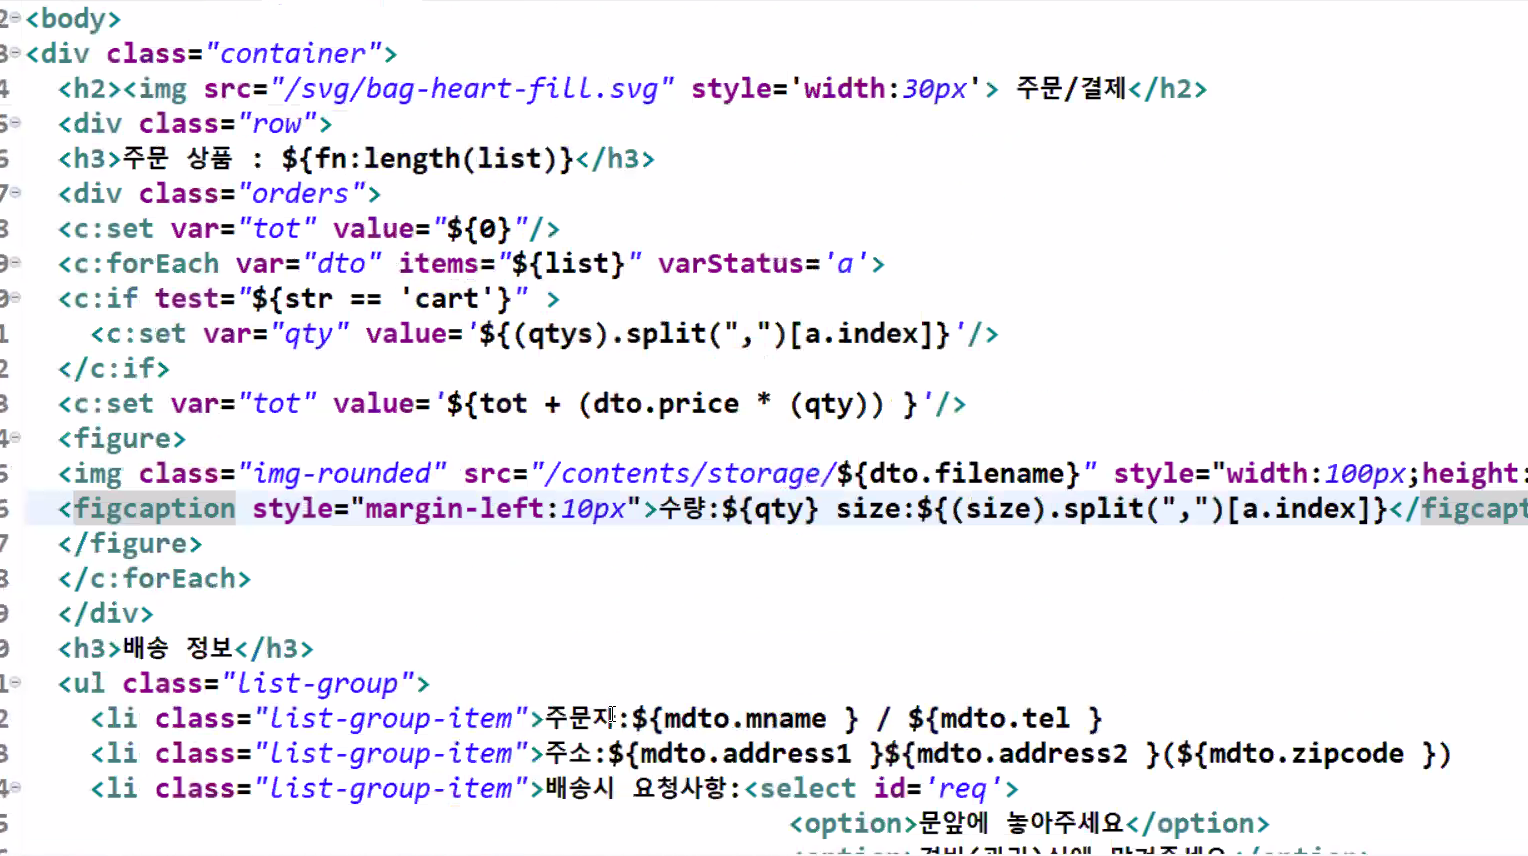 2 <body>
3 <div class="container">
4 <h2><img src="/svg/bag-heart-fill.svg" style='width:30px'> 주문/결제</h2>
5 <div class="row">
6 <h3>주문 상품 : ${fn:length(list)}</h3>
7 <div class="orders">
8 <c:set var="tot" value="${0}"/>
9 <c:forEach var="dto" items="${list}" varStatus='a'>
0 <c:if test="${str == 'cart'}" >
1 <c:set var="qty" value='${(qtys).split(",")[a.index]}'/>
2 </c:if>
3 <c:set var="tot" value='${tot + (dto.price * (qty)) }'/>
4 <figure>
5 <img class="img-rounded" src="/contents/storage/${dto.filename}" style="width:100px;height:
6 <figcaption style="margin-left:10px">수량:${qty} size:${(size).split(",")[a.index]}</figcapt
7 </figure>
8 </c:forEach>
9 </div>
0 <h3>배송 정보</h3>
1 <ul class="list-group">
2 <li class="list-group-item">주문자:${mdto.mname } / ${mdto.tel }
3 <li class="list-group-item">주소:${mdto.address1 }${mdto.address2 }(${mdto.zipcode })
4 <li class="list-group-item">배송시 요청사항:<select id='req'>
5 <option>문앞에 놓아주세요</option>